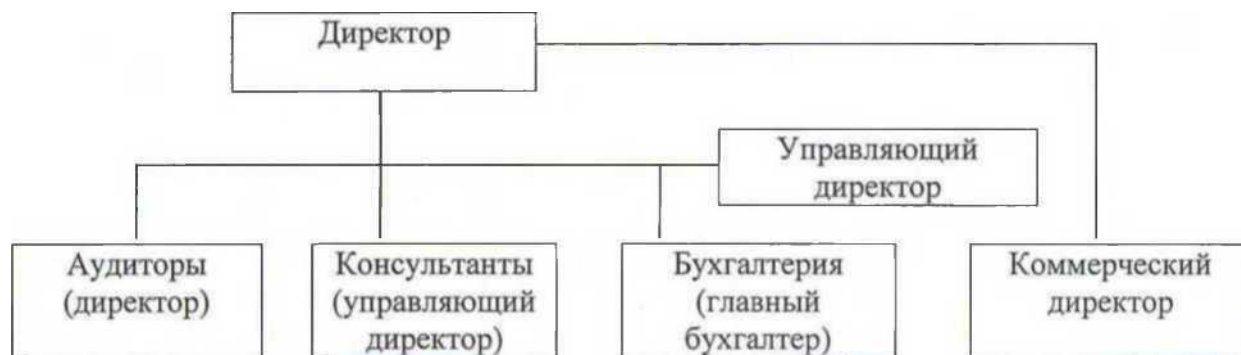 Директор
Управляющий
директор
Аудиторы
(директор)
Консультанты
(управляющий
директор)
Бухгалтерия
(главный
бухгалтер)
Коммерческий
директор